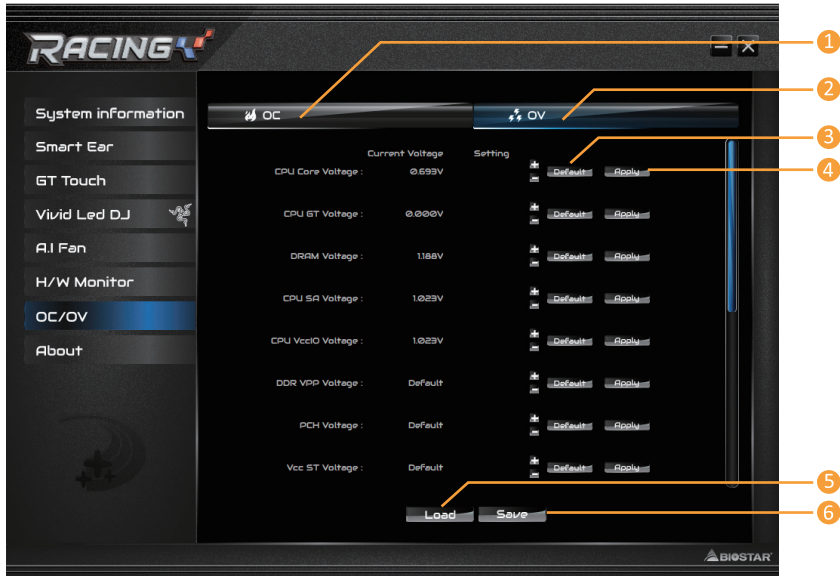 RACING
1
2
3
4
5
6
System information
Smart Ear
GT Touch
Vivid Led DJ
A.I Fan
H/W Monitor
OC/OV
About
OC
OV
Current Voltage Setting
CPU Core Voltage : 0.693V Default Apply
CPU GT Voltage : 0.000V Default Apply
DRAM Voltage : 1.188V Default Apply
CPU SA Voltage : 1.023V Default Apply
CPU VccIO Voltage : 1.023V Default Apply
DDR VPP Voltage : Default Default Apply
PCH Voltage : Default Default Apply
Vcc ST Voltage : Default Default Apply
Load Save
BIOSTAR